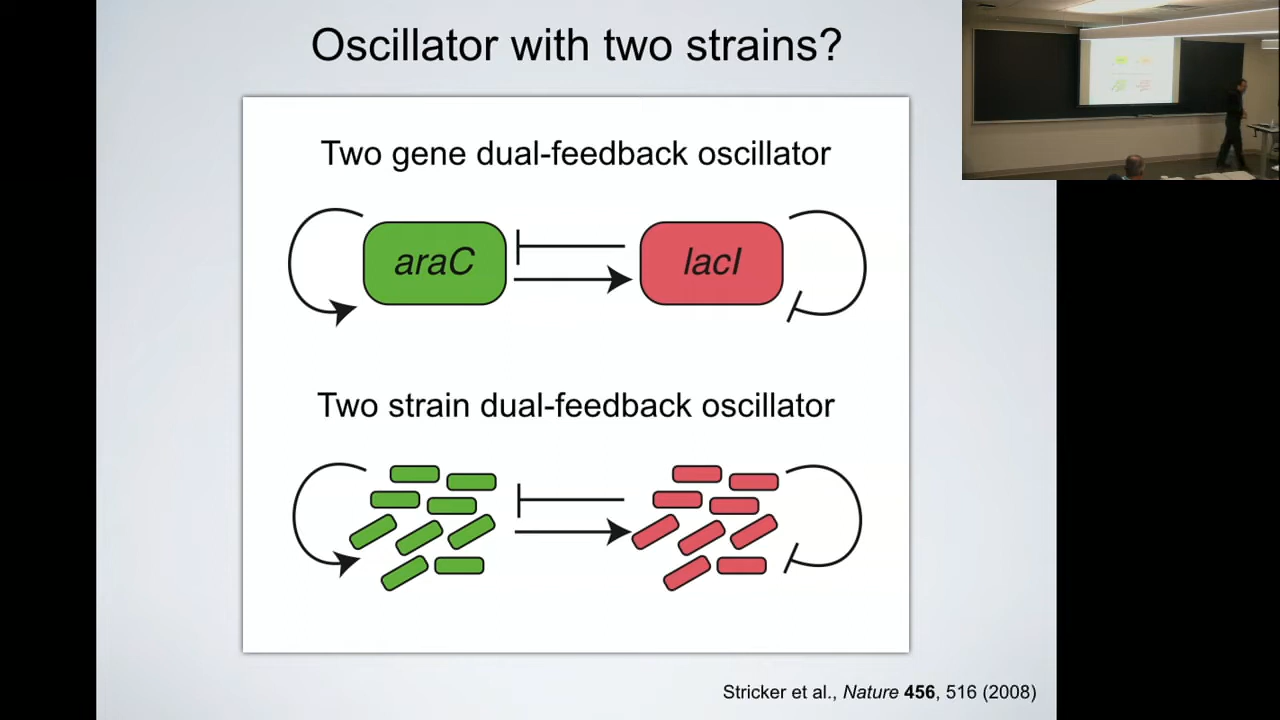 Oscillator with two strains?
Two gene dual-feedback oscillator
araC
lacI
Two strain dual-feedback oscillator
Stricker et al., Nature 456, 516 (2008)